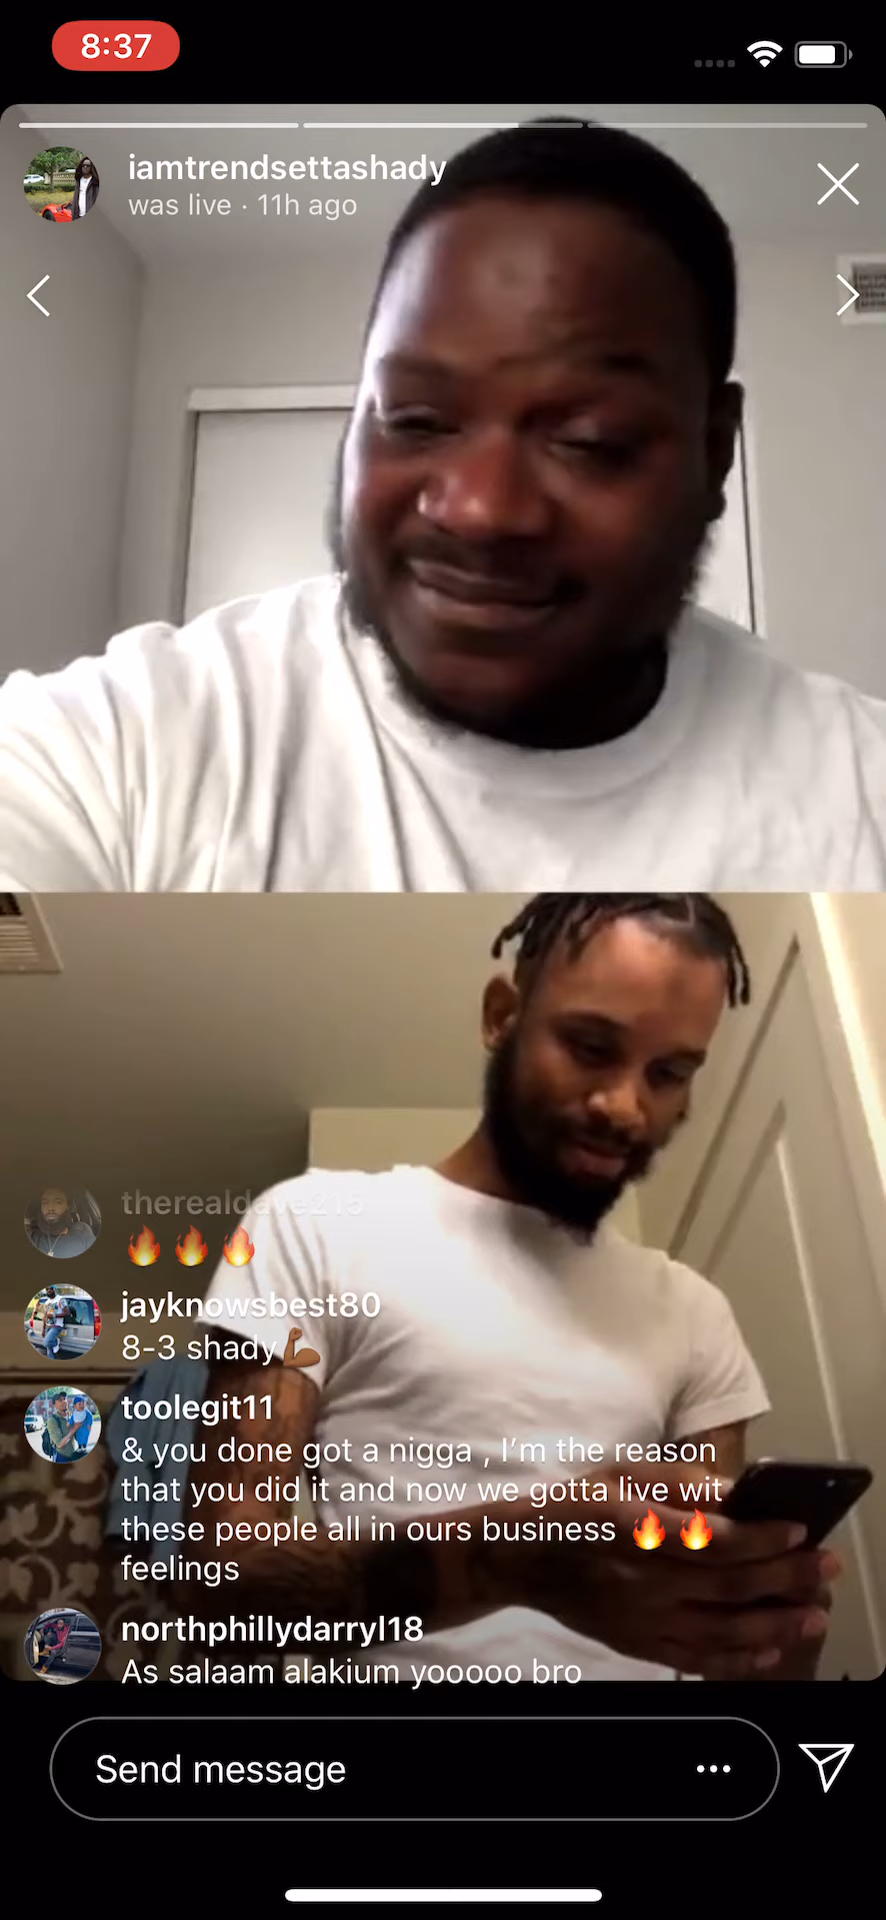 8:37
iamtrendsettashady
was live · 11h ago
therealdave215
🔥 🔥 🔥
jayknowsbest80
8-3 shady💪🏾
toolegit11
& you done got a nigga , I'm the reason
that you did it and now we gotta live wit
these people all in ours business 🔥 🔥
feelings
northphillydarryl18
As salaam alakium yooooo bro
Send message